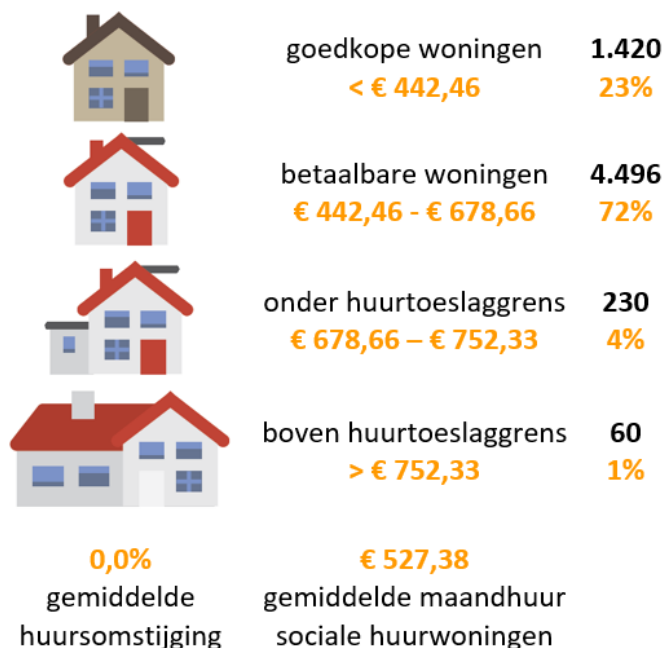 goedkope woningen 1.420
< € 442,46 23%
betaalbare woningen 4.496
€ 442,46 - € 678,66 72%
onder huurtoeslaggrens 230
€ 678,66 – € 752,33 4%
boven huurtoeslaggrens 60
> € 752,33 1%
0,0% € 527,38
gemiddelde gemiddelde maandhuur
huursomstijging sociale huurwoningen